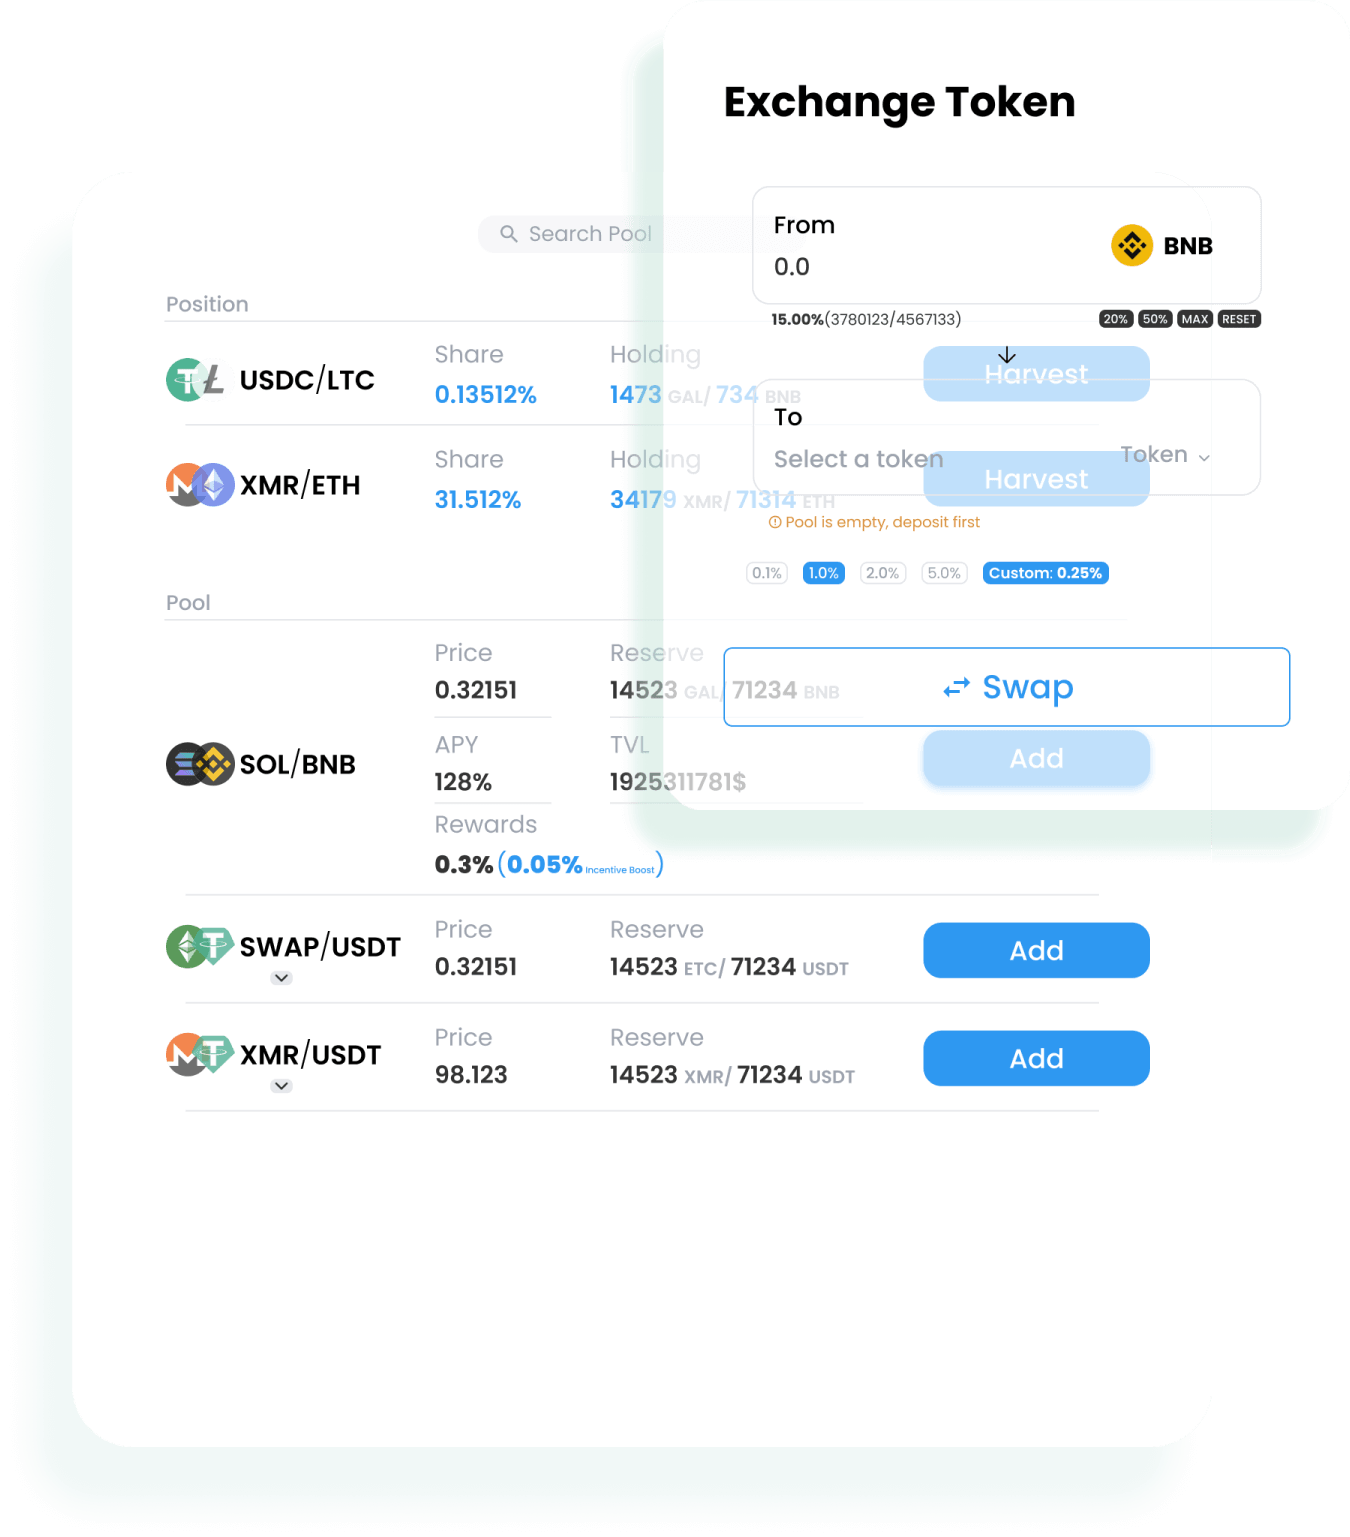 Exchange Token
From
0.0
BNB
15.00%(3780123/4567133)
20% 50% MAX RESET
To
Select a token
Token
Pool is empty, deposit first
0.1% 1.0% 2.0% 5.0% Custom: 0.25%
Swap
Search Pool
Position
USDC/LTC
Share
0.13512%
Holding
1473 GAL/ 734 BNB
Harvest
XMR/ETH
Share
31.512%
Holding
34179 XMR/ 71314 ETH
Harvest
Pool
SOL/BNB
Price
0.32151
Reserve
14523 GAL/ 71234 BNB
APY
128%
TVL
1925311781$
Rewards
0.3% (0.05% Incentive Boost)
Add
SWAP/USDT
Price
0.32151
Reserve
14523 ETC/ 71234 USDT
Add
XMR/USDT
Price
98.123
Reserve
14523 XMR/ 71234 USDT
Add